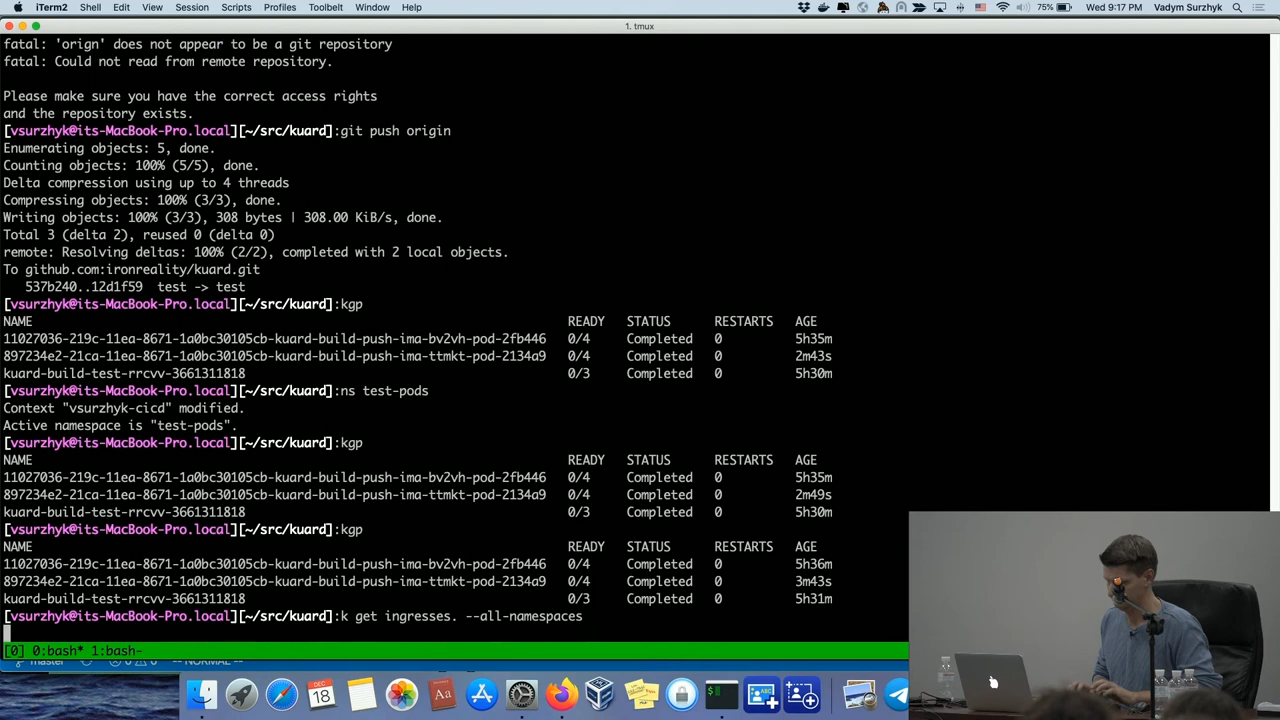 iTerm2 Shell Edit View Session Scripts Profiles Toolbelt Window Help 75% Wed 9:17 PM Vadym Surzhyk
1. tmux
fatal: 'orign' does not appear to be a git repository
fatal: Could not read from remote repository.
Please make sure you have the correct access rights
and the repository exists.
[vsurzhyk@its-MacBook-Pro.local][~/src/kuard]:git push origin
Enumerating objects: 5, done.
Counting objects: 100% (5/5), done.
Delta compression using up to 4 threads
Compressing objects: 100% (3/3), done.
Writing objects: 100% (3/3), 308 bytes | 308.00 KiB/s, done.
Total 3 (delta 2), reused 0 (delta 0)
remote: Resolving deltas: 100% (2/2), completed with 2 local objects.
To github.com:ironreality/kuard.git
537b240..12d1f59 test -> test
[vsurzhyk@its-MacBook-Pro.local][~/src/kuard]:kgp
NAME READY STATUS RESTARTS AGE
11027036-219c-11ea-8671-1a0bc30105cb-kuard-build-push-ima-bv2vh-pod-2fb446 0/4 Completed 0 5h35m
897234e2-21ca-11ea-8671-1a0bc30105cb-kuard-build-push-ima-ttmkt-pod-2134a9 0/4 Completed 0 2m43s
kuard-build-test-rrcvv-3661311818 0/3 Completed 0 5h30m
[vsurzhyk@its-MacBook-Pro.local][~/src/kuard]:ns test-pods
Context "vsurzhyk-cicd" modified.
Active namespace is "test-pods".
[vsurzhyk@its-MacBook-Pro.local][~/src/kuard]:kgp
NAME READY STATUS RESTARTS AGE
11027036-219c-11ea-8671-1a0bc30105cb-kuard-build-push-ima-bv2vh-pod-2fb446 0/4 Completed 0 5h35m
897234e2-21ca-11ea-8671-1a0bc30105cb-kuard-build-push-ima-ttmkt-pod-2134a9 0/4 Completed 0 2m49s
kuard-build-test-rrcvv-3661311818 0/3 Completed 0 5h30m
[vsurzhyk@its-MacBook-Pro.local][~/src/kuard]:kgp
NAME READY STATUS RESTARTS AGE
11027036-219c-11ea-8671-1a0bc30105cb-kuard-build-push-ima-bv2vh-pod-2fb446 0/4 Completed 0 5h36m
897234e2-21ca-11ea-8671-1a0bc30105cb-kuard-build-push-ima-ttmkt-pod-2134a9 0/4 Completed 0 3m43s
kuard-build-test-rrcvv-3661311818 0/3 Completed 0 5h31m
[vsurzhyk@its-MacBook-Pro.local][~/src/kuard]:k get ingresses. --all-namespaces
[0] 0:bash* 1:bash-
master 0 0 -- NORMAL --
DEC
18
Aa
$
ABC